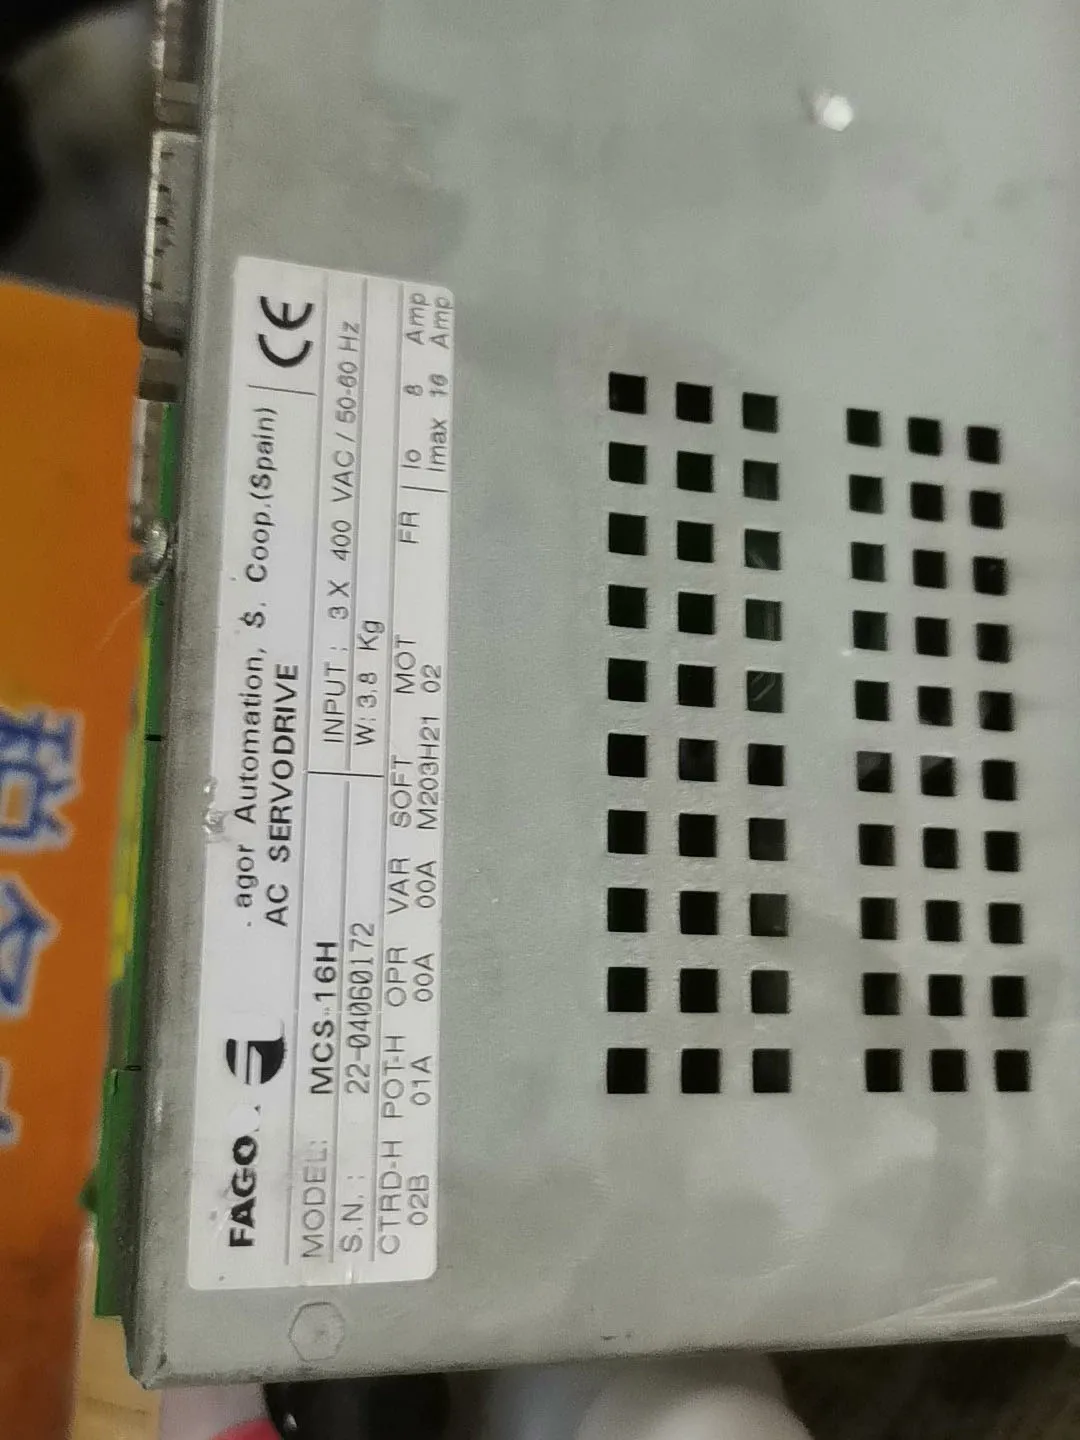 FAGO
agor Automation, S. Coop.(Spain)
AC SERVODRIVE
CE
MODEL: MCS-16H
INPUT: 3 X 400 VAC / 50-60 Hz
S.N.: 22-04060172
W: 3.8 Kg
CTRD-H POT-H OPR VAR SOFT MOT FR Io 8 Amp
02B 01A 00A 00A M203H21 02 Imax 16 Amp